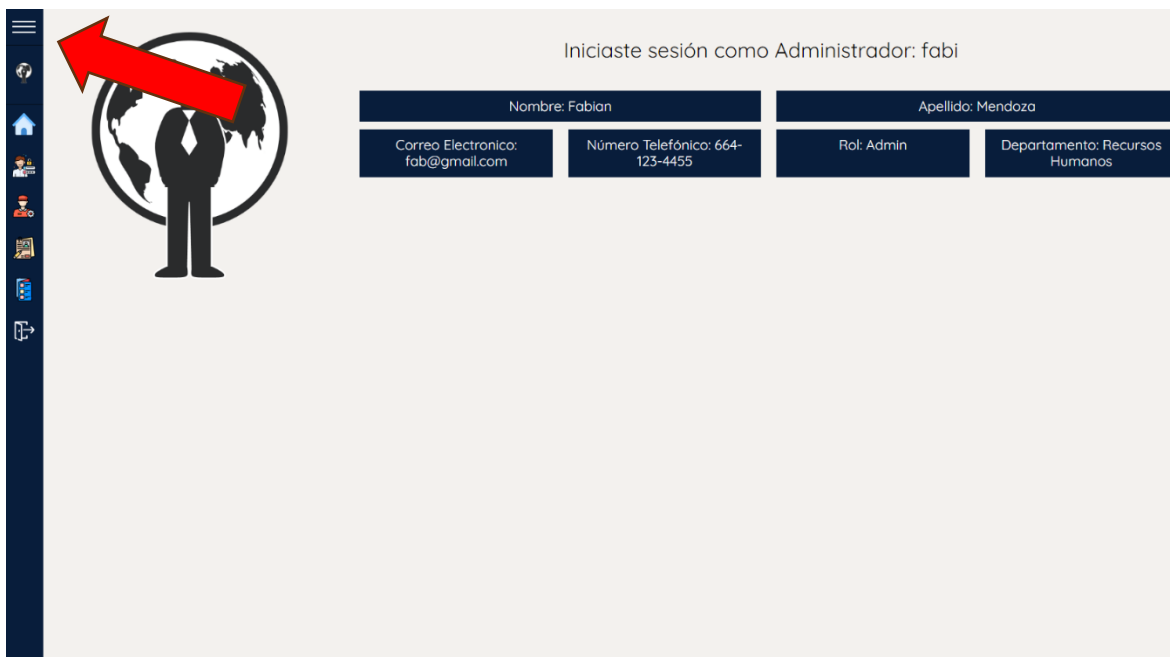 Iniciaste sesión como Administrador: fabi
Nombre: Fabian
Apellido: Mendoza
Correo Electronico:
fab@gmail.com
Número Telefónico: 664-
123-4455
Rol: Admin
Departamento: Recursos
Humanos